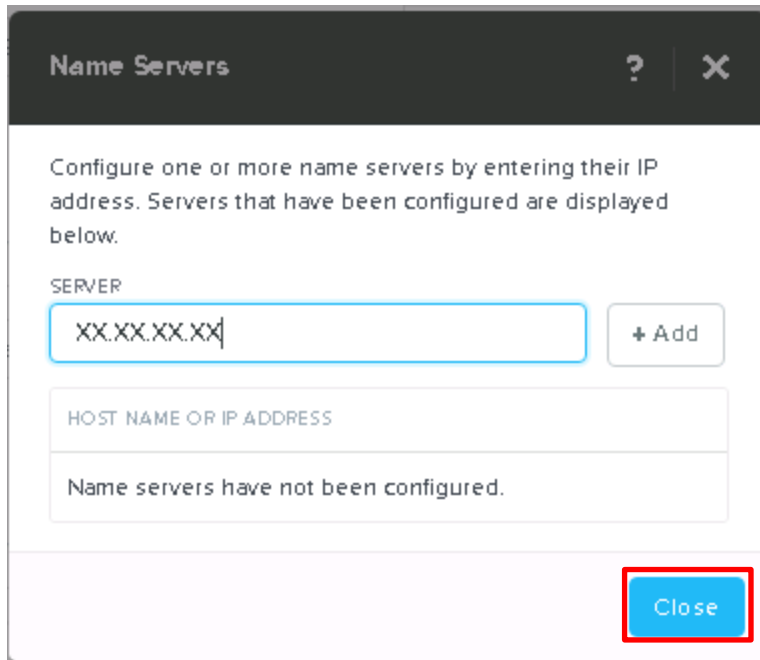 Name Servers ? ×
Configure one or more name servers by entering their IP
address. Servers that have been configured are displayed
below.
SERVER
XX.XX.XX.XX + Add
HOST NAME OR IP ADDRESS
Name servers have not been configured.
Close